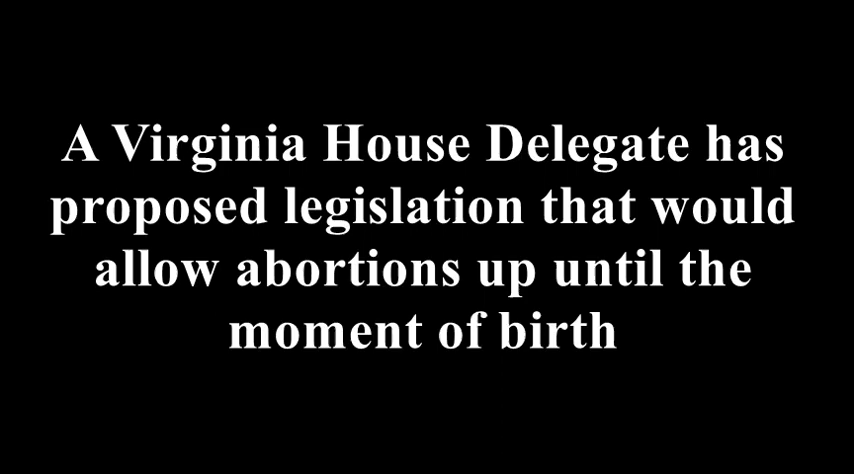 A Virginia House Delegate has
proposed legislation that would
allow abortions up until the
moment of birth